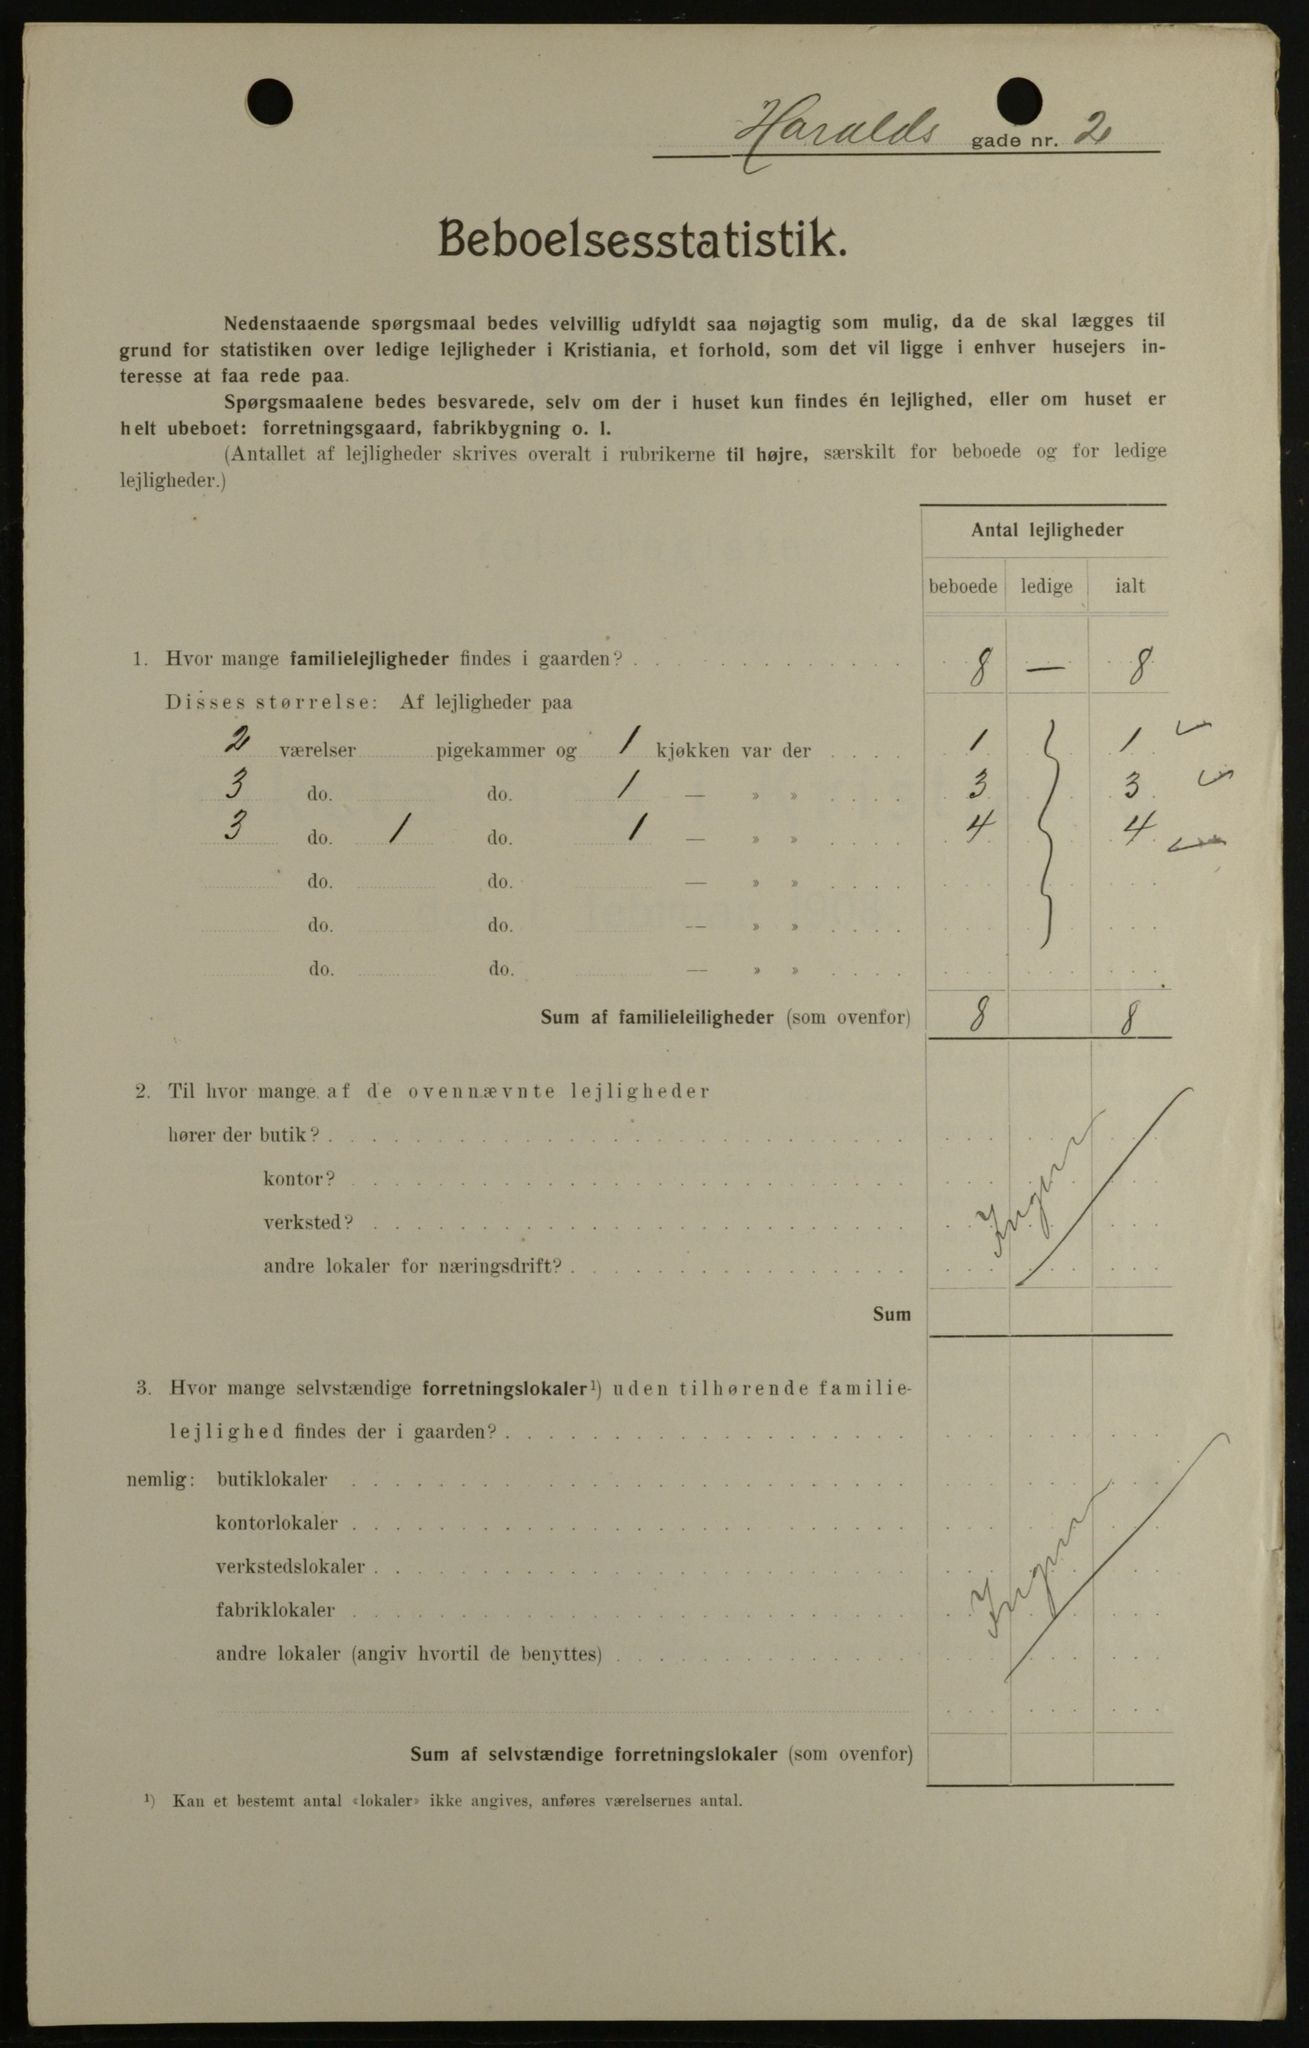 Haralds gade nr. 2
Beboelsesstatistik.
Nedenstaaende spørgsmaal bedes velvillig udfyldt saa nøjagtig som mulig, da de skal lægges til
grund for statistiken over ledige lejligheder i Kristiania, et forhold, som det vil ligge i enhver husejers in-
teresse at faa rede paa.
Spørgsmaalene bedes besvarede, selv om der i huset kun findes én lejlighed, eller om huset er
helt ubeboet: forretningsgaard, fabrikbygning o. l.
(Antallet af lejligheder skrives overalt i rubrikerne til højre, særskilt for beboede og for ledige
lejligheder.)
Antal lejligheder
beboede ledige ialt
1. Hvor mange familielejligheder findes i gaarden? 8 — 8
Disses størrelse: Af lejligheder paa
2 værelser pigekammer og 1 kjøkken var der 1 1
3 do. do. 1 — » » 3 3
3 do. 1 do. 1 — » » 4 4
do. do. — » »
do. do. — » »
do. do. — » »
Sum af familieleiligheder (som ovenfor) 8 8
2. Til hvor mange af de ovennævnte lejligheder
hører der butik?
kontor?
verksted?
andre lokaler for næringsdrift?
Ingen
Sum
3. Hvor mange selvstændige forretningslokaler¹) uden tilhørende familie-
lejlighed findes der i gaarden?
nemlig: butiklokaler
kontorlokaler
verkstedslokaler
fabriklokaler
andre lokaler (angiv hvortil de benyttes)
Ingen
Sum af selvstændige forretningslokaler (som ovenfor)
¹) Kan et bestemt antal «lokaler» ikke angives, anføres værelsernes antal.